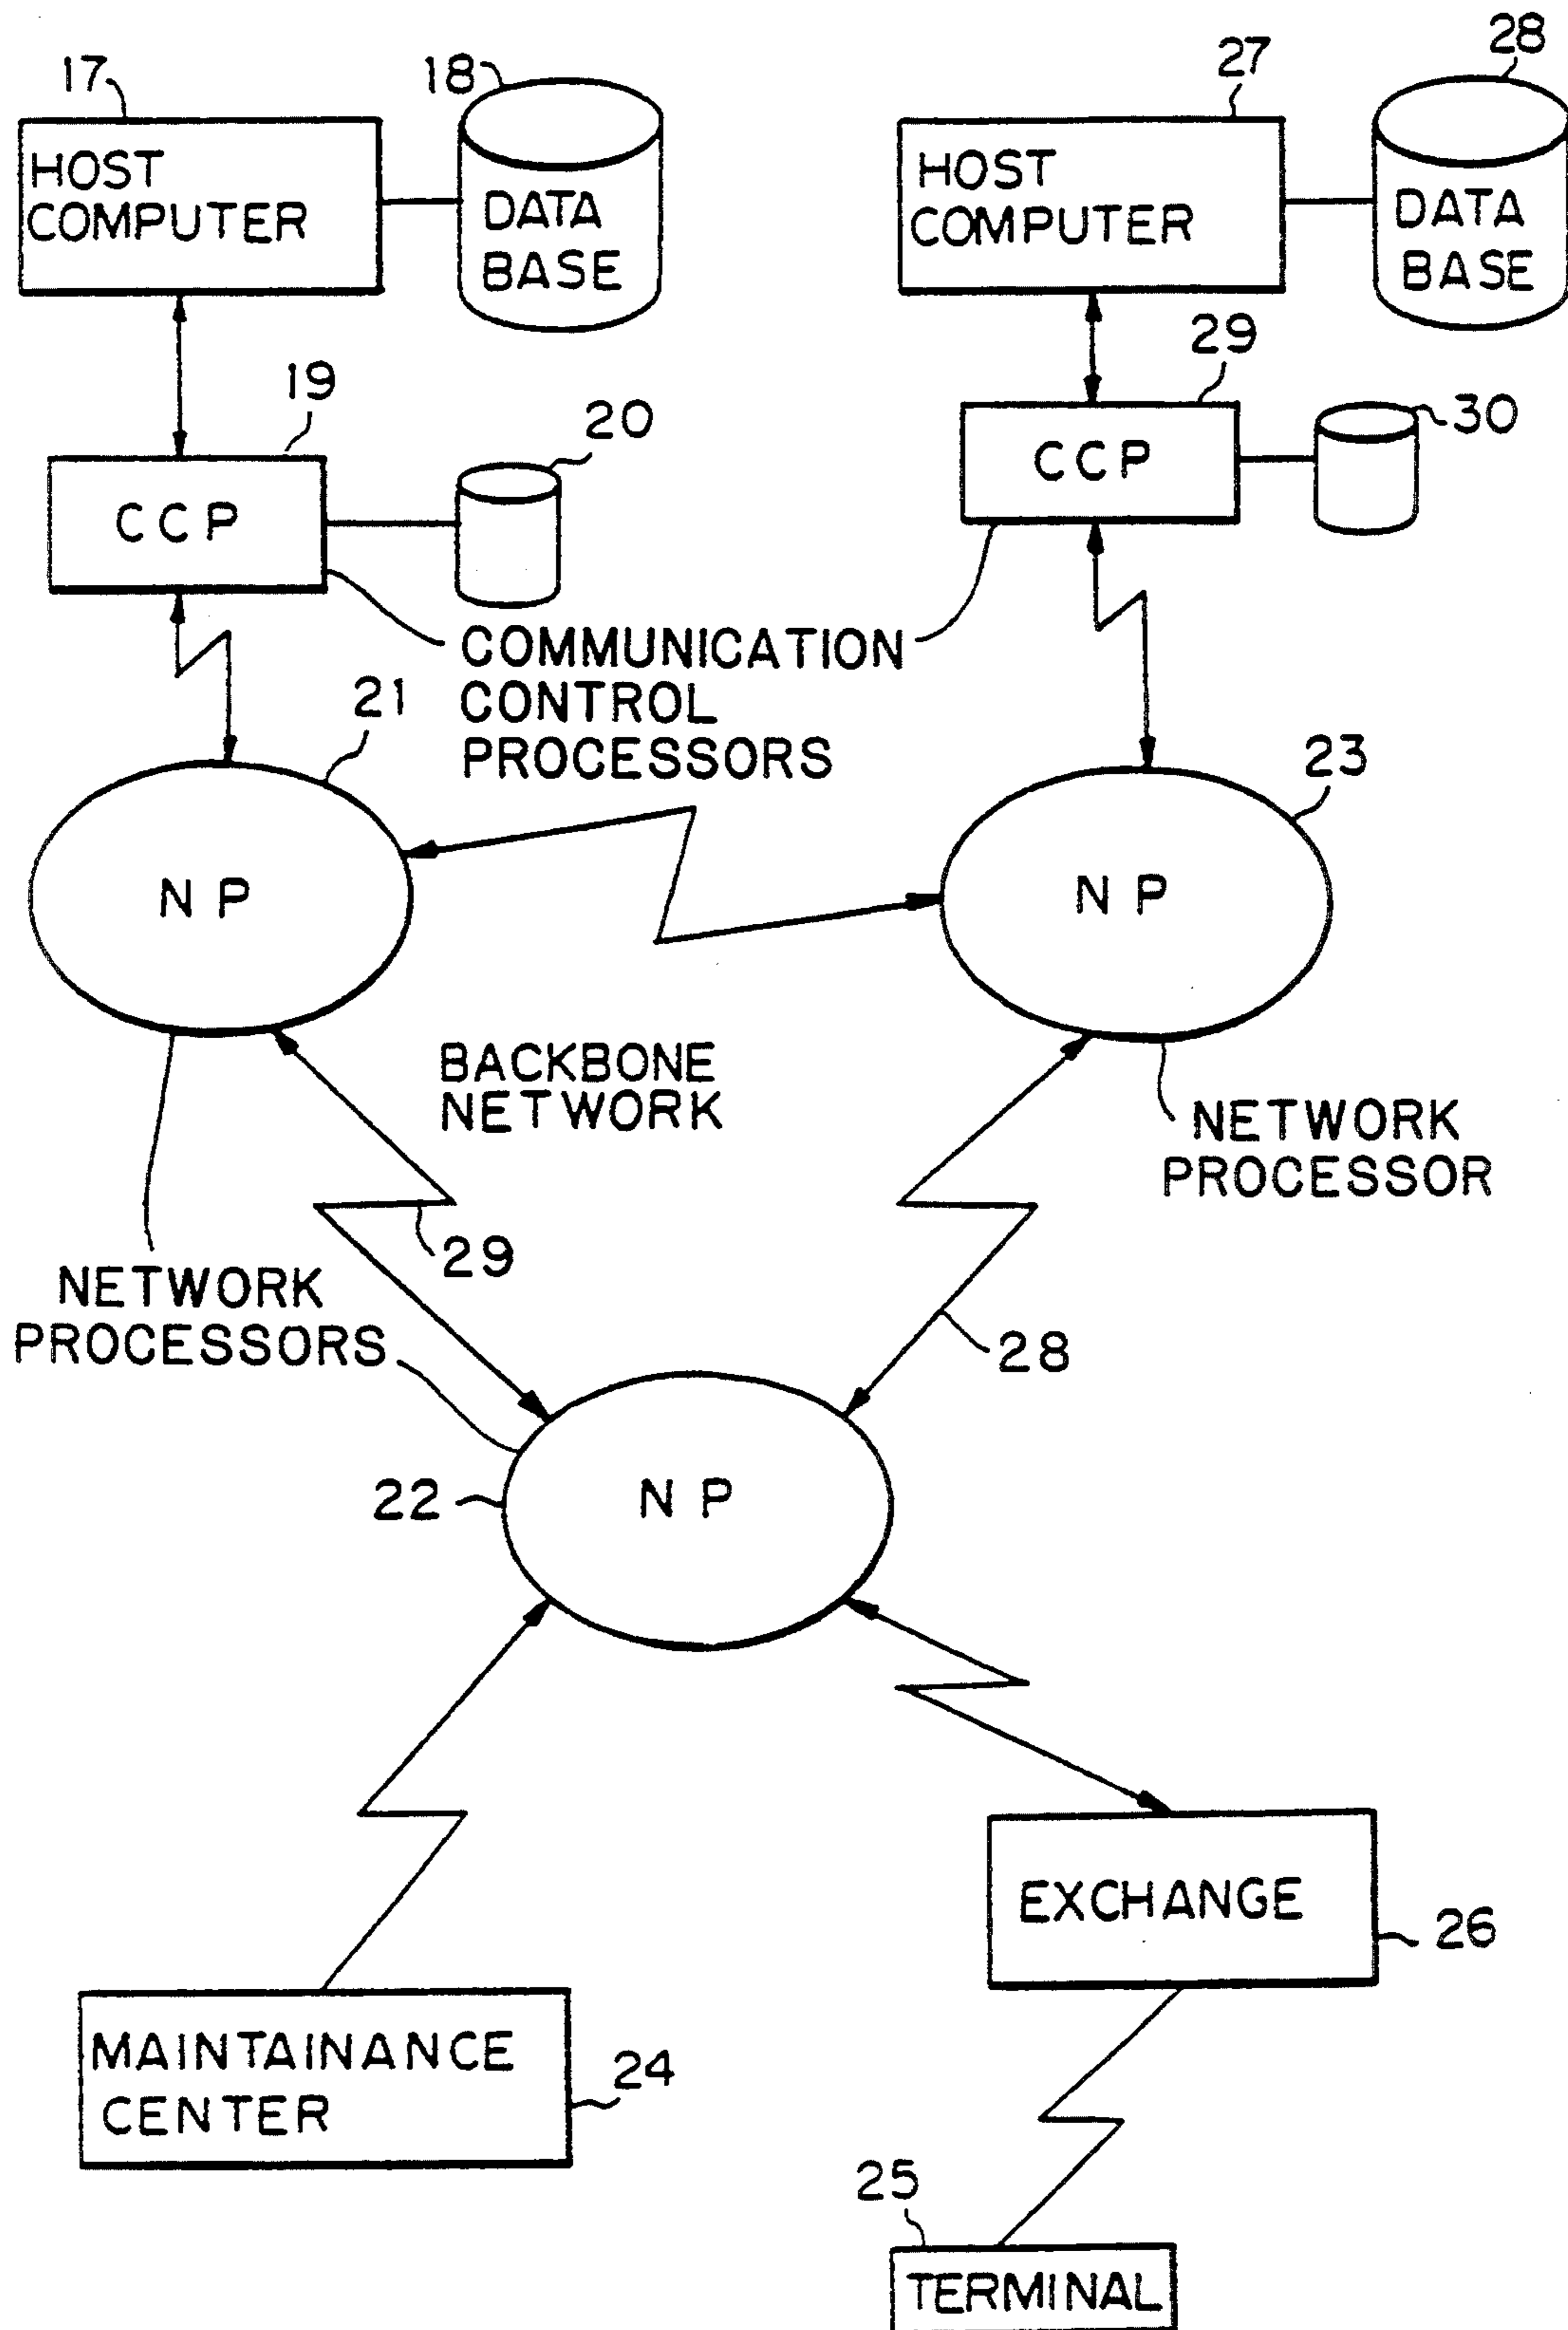 17
18
27
28
HOST
COMPUTER
DATA
BASE
HOST
COMPUTER
DATA
BASE
19
20
29
30
CCP
CCP
COMMUNICATION
CONTROL
PROCESSORS
21
23
NP
NP
BACKBONE
NETWORK
NETWORK
PROCESSOR
29
NETWORK
PROCESSORS
28
22
NP
EXCHANGE
26
MAINTAINANCE
CENTER
24
25
TERMINAL